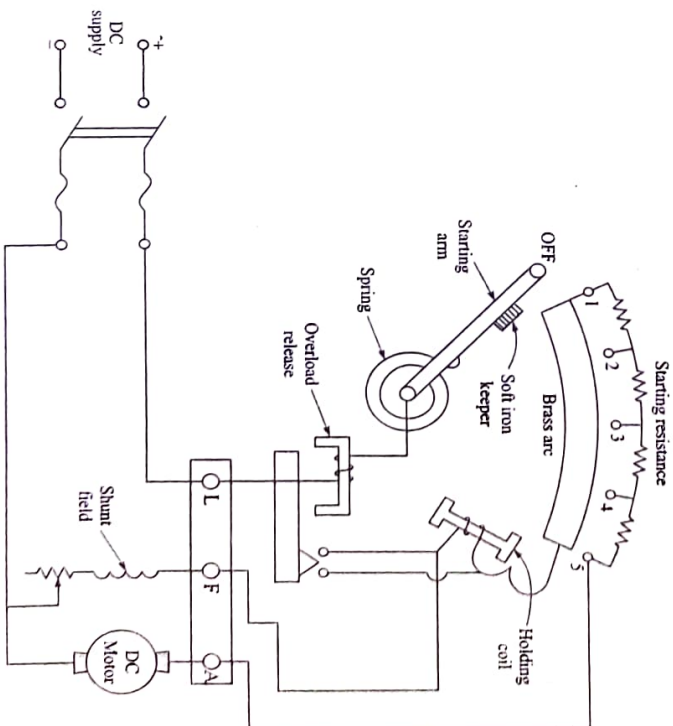 Starting resistance
1
2
3
4
5
Brass arc
OFF
Starting
arm
Soft iron
keeper
Spring
Overload
release
Holding
coil
+
DC
supply
−
L
F
A
Shunt
field
DC
Motor